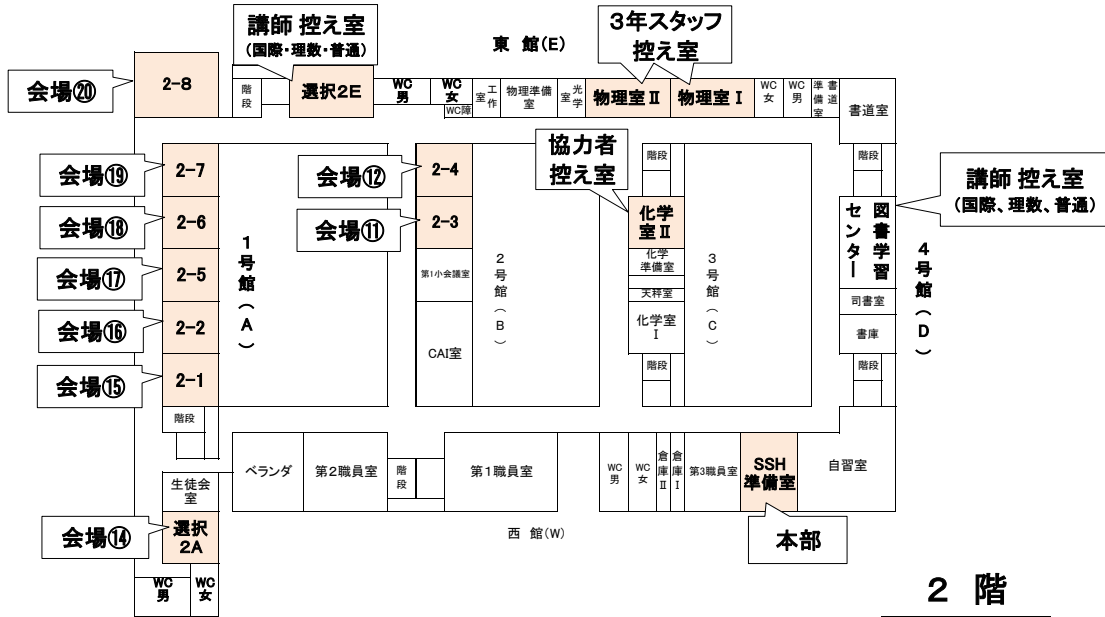 講師 控え室
（国際・理数・普通）
東 館(E)
３年スタッフ
控え室
会場⑳
2-8
階段
選択2E
WC
男
WC
女
WC障
工作室
物理準備
室
光学室
物理室Ⅱ
物理室Ⅰ
WC
女
WC
男
書道準備室
書道室
会場⑲
2-7
会場⑫
2-4
協力者
控え室
階段
階段
講師 控え室
（国際、理数、普通）
会場⑱
2-6
会場⑪
2-3
化学
室Ⅱ
図書学習
センター
会場⑰
2-5
1号館(A)
第1小会議室
2号館(B)
化学
準備室
3号館(C)
4号館(D)
天秤室
司書室
会場⑯
2-2
CAI室
化学室
Ⅰ
書庫
会場⑮
2-1
階段
階段
階段
生徒会
室
ベランダ
第2職員室
階段
第1職員室
WC
男
WC
女
倉庫Ⅱ
倉庫Ⅰ
第3職員室
SSH
準備室
自習室
会場⑭
選択
2A
西 館(W)
本部
WC
男
WC
女
２ 階